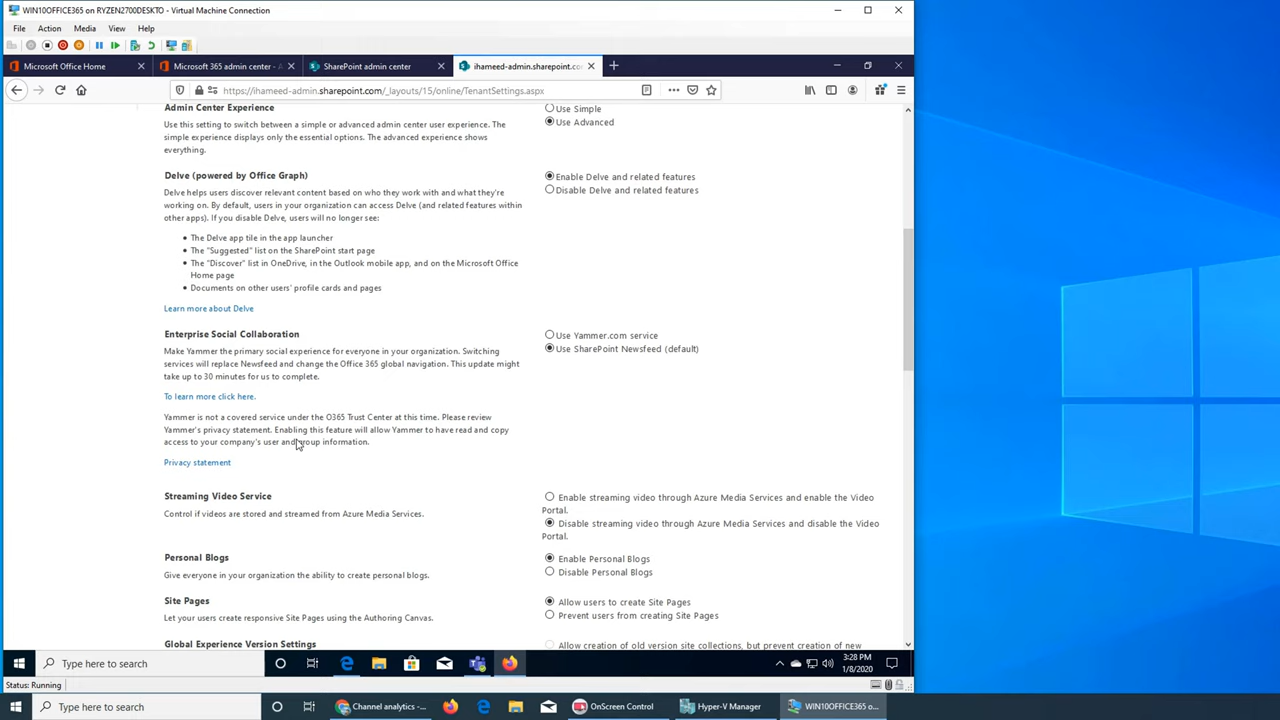 WIN10OFFICE365 on RYZEN2700DESKTO - Virtual Machine Connection
File Action Media View Help
Microsoft Office Home
Microsoft 365 admin center - A
SharePoint admin center
ihameed-admin.sharepoint.co
https://ihameed-admin.sharepoint.com/_layouts/15/online/TenantSettings.aspx
Admin Center Experience
Use this setting to switch between a simple or advanced admin center user experience. The
simple experience displays only the essential options. The advanced experience shows
everything.
Use Simple
Use Advanced
Delve (powered by Office Graph)
Delve helps users discover relevant content based on who they work with and what they're
working on. By default, users in your organization can access Delve (and related features within
other apps). If you disable Delve, users will no longer see:
The Delve app tile in the app launcher
The "Suggested" list on the SharePoint start page
The "Discover" list in OneDrive, in the Outlook mobile app, and on the Microsoft Office
Home page
Documents on other users' profile cards and pages
Learn more about Delve
Enable Delve and related features
Disable Delve and related features
Enterprise Social Collaboration
Make Yammer the primary social experience for everyone in your organization. Switching
services will replace Newsfeed and change the Office 365 global navigation. This update might
take up to 30 minutes for us to complete.
To learn more click here.
Yammer is not a covered service under the O365 Trust Center at this time. Please review
Yammer's privacy statement. Enabling this feature will allow Yammer to have read and copy
access to your company's user and group information.
Privacy statement
Use Yammer.com service
Use SharePoint Newsfeed (default)
Streaming Video Service
Control if videos are stored and streamed from Azure Media Services.
Enable streaming video through Azure Media Services and enable the Video
Portal.
Disable streaming video through Azure Media Services and disable the Video
Portal.
Personal Blogs
Give everyone in your organization the ability to create personal blogs.
Enable Personal Blogs
Disable Personal Blogs
Site Pages
Let your users create responsive Site Pages using the Authoring Canvas.
Allow users to create Site Pages
Prevent users from creating Site Pages
Global Experience Version Settings
Allow creation of old version site collections, but prevent creation of new
Type here to search
3:28 PM
1/8/2020
Status: Running
Type here to search
Channel analytics -...
OnScreen Control
Hyper-V Manager
WIN10OFFICE365 o...